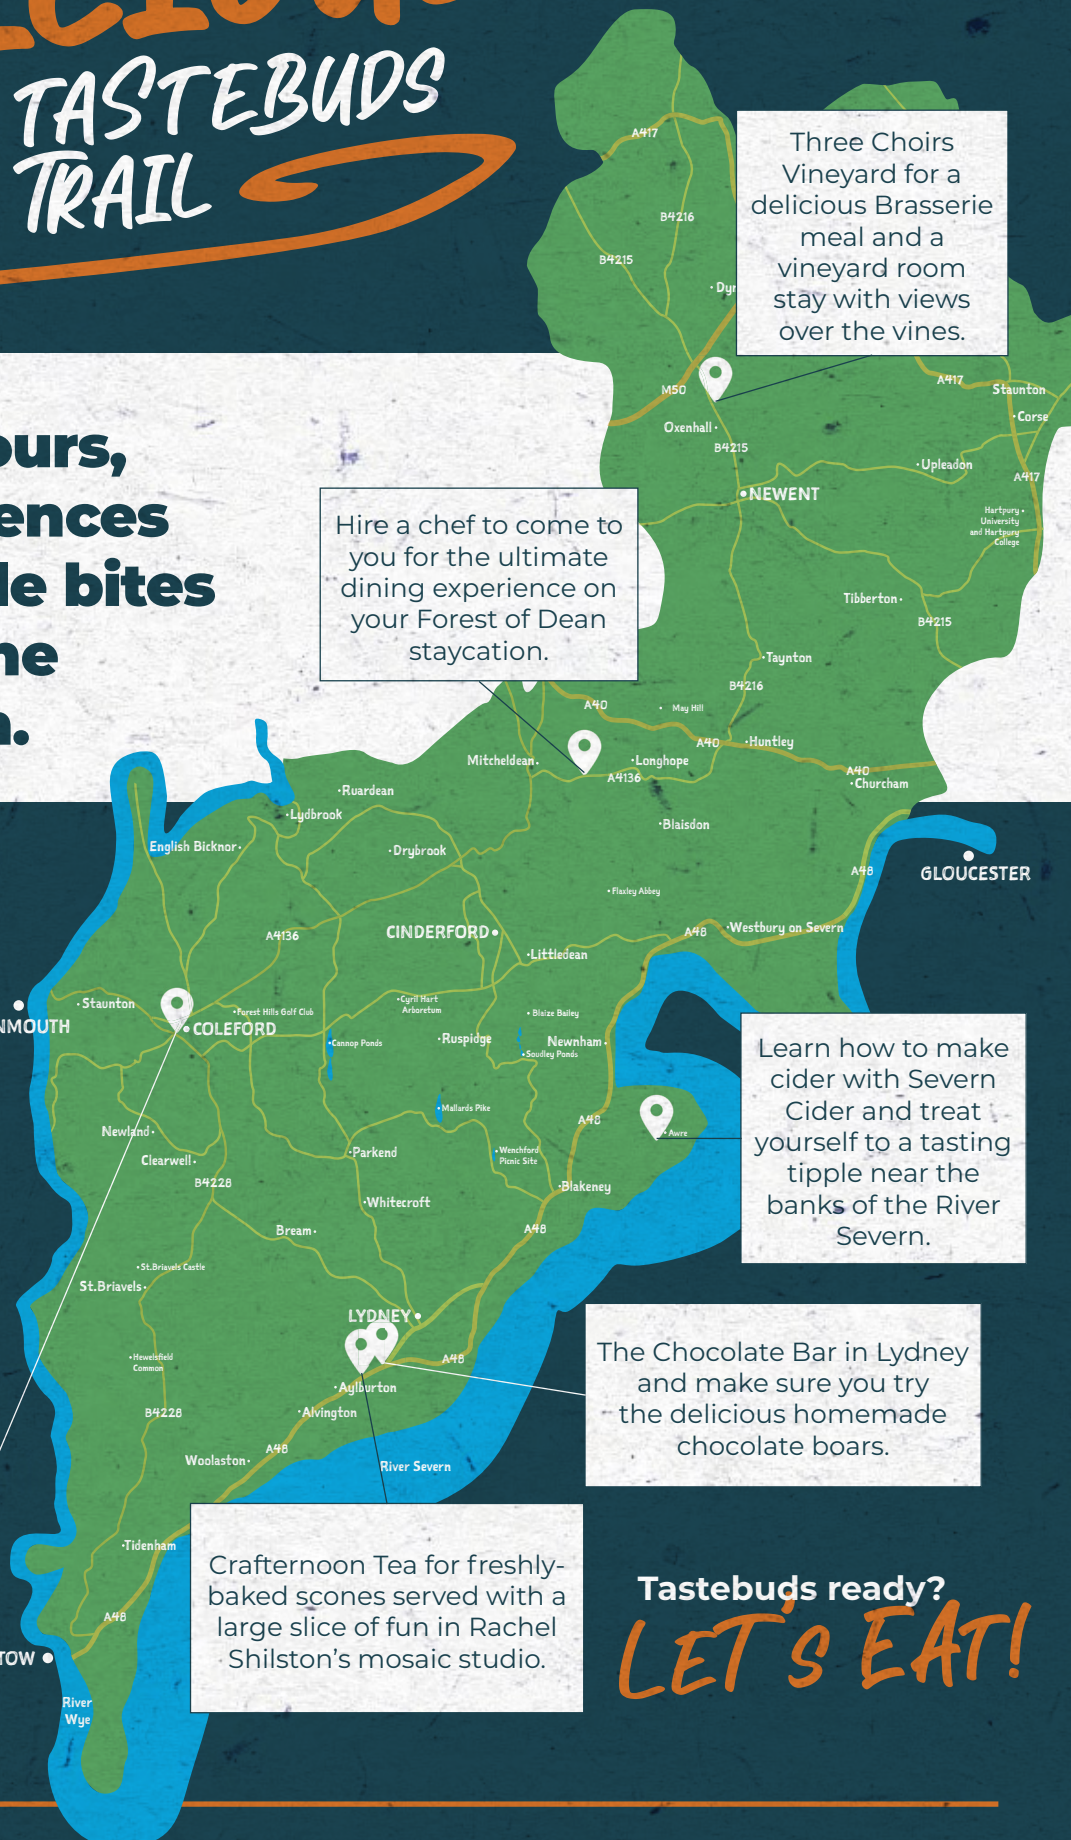 TASTEBUDS
TRAIL
ours,
ences
le bites
ne
n.
Three Choirs
Vineyard for a
delicious Brasserie
meal and a
vineyard room
stay with views
over the vines.
A417
B4216
B4215
Dyn
M50
A417
Staunton
Corse
Oxenhall
B4215
Upleadon
A417
NEWENT
Hartpury
University
and Hartpury
College
Hire a chef to come to
you for the ultimate
dining experience on
your Forest of Dean
staycation.
Tibberton
B4215
Taynton
B4216
A40
May Hill
A40
Huntley
Mitcheldean
Longhope
A4136
A40
Churcham
Ruardean
Lydbrook
Blaisdon
English Bicknor
Drybrook
A48
GLOUCESTER
Flaxley Abbey
A4136
CINDERFORD
A48
Westbury on Severn
Littledean
Staunton
NMOUTH
COLEFORD
Forest Hills Golf Club
Cyril Hart
Arboretum
Blaize Bailey
Cannop Ponds
Ruspidge
Newnham
Soudley Ponds
Learn how to make
cider with Severn
Cider and treat
yourself to a tasting
tipple near the
banks of the River
Severn.
Mallards Pike
A48
Awre
Newland
Clearwell
Parkend
Wenchford
Picnic Site
B4228
Blakeney
Whitecroft
Bream
A48
St.Briavels Castle
St.Briavels
LYDNEY
Hewelsfield
Common
A48
Aylburton
B4228
Alvington
The Chocolate Bar in Lydney
and make sure you try
the delicious homemade
chocolate boars.
A48
Woolaston
River Severn
Tidenham
Crafternoon Tea for freshly-
baked scones served with a
large slice of fun in Rachel
Shilston's mosaic studio.
Tastebuds ready?
LET'S EAT!
A48
TOW
River
Wye